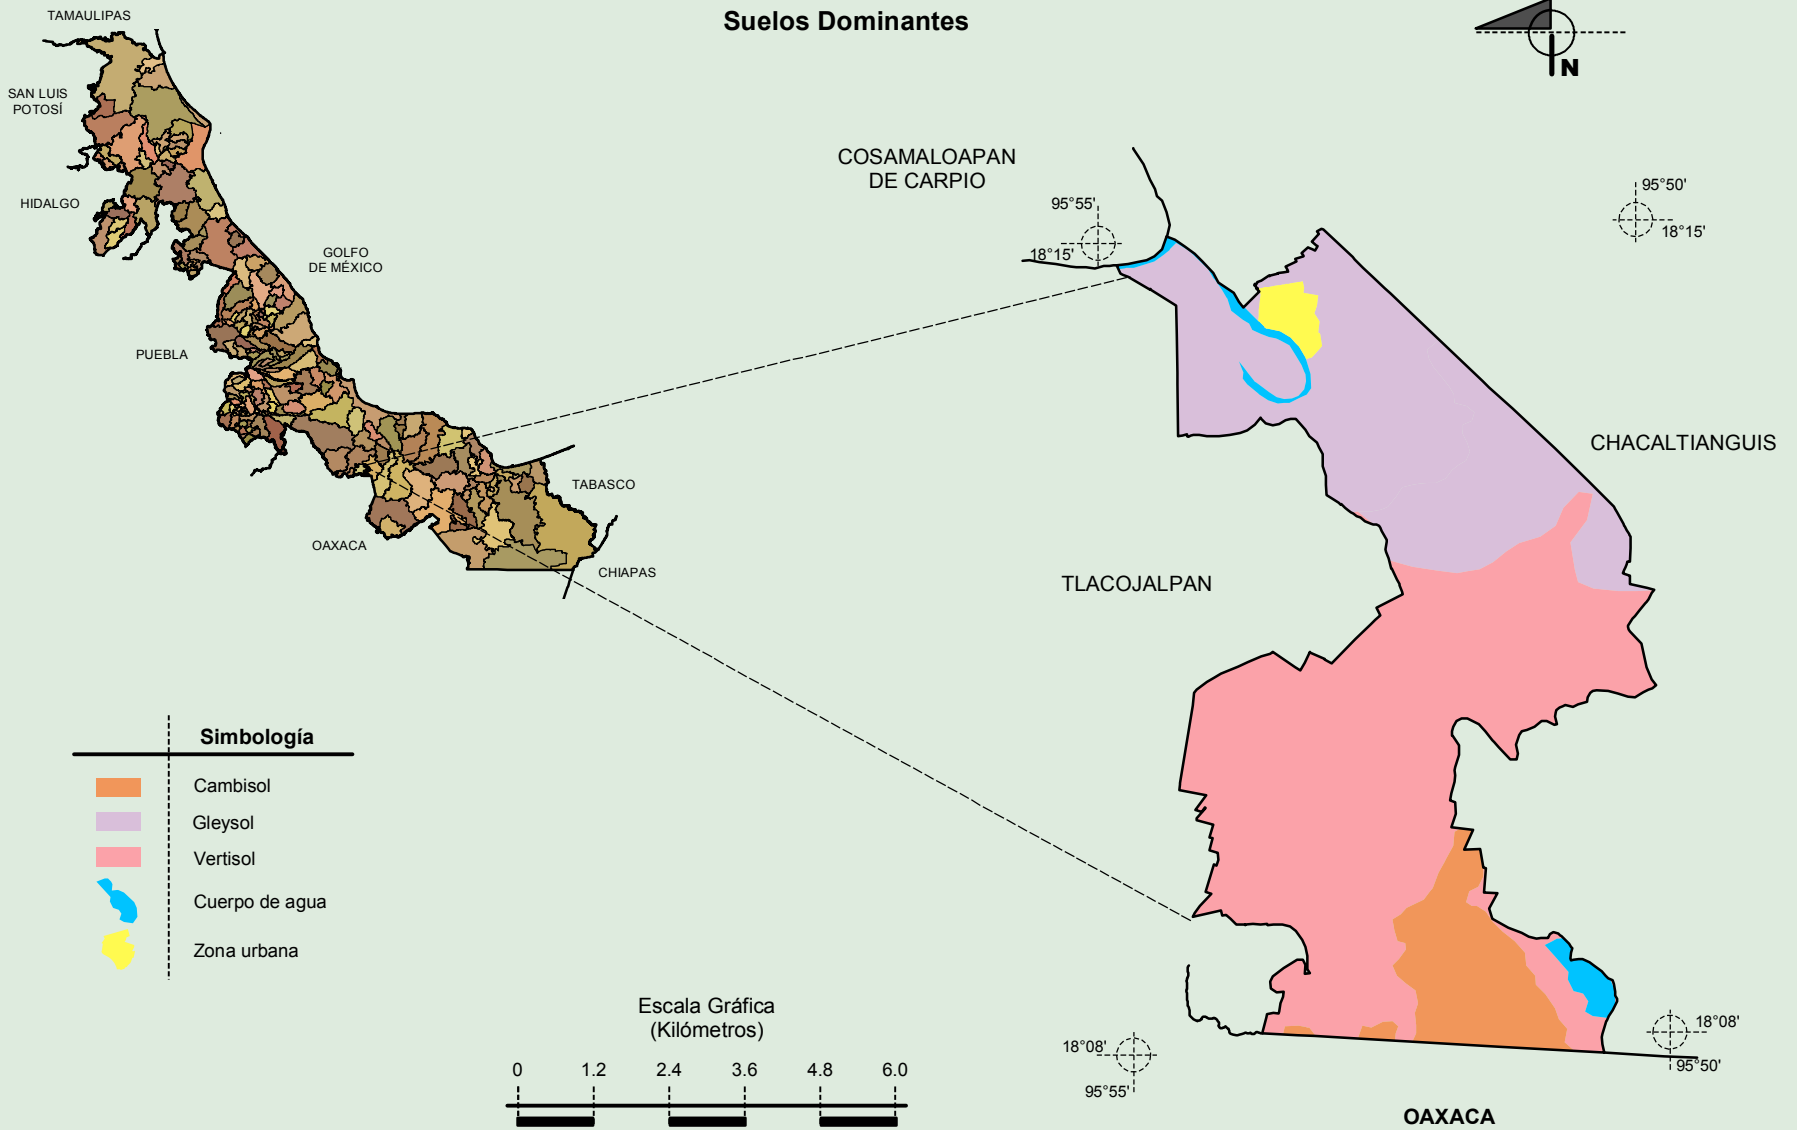 Suelos Dominantes
N
TAMAULIPAS
SAN LUIS
POTOSÍ
HIDALGO
GOLFO
DE MÉXICO
PUEBLA
TABASCO
OAXACA
CHIAPAS
COSAMALOAPAN
DE CARPIO
95°55'
18°15'
95°50'
18°15'
CHACALTIANGUIS
TLACOJALPAN
Simbología
Cambisol
Gleysol
Vertisol
Cuerpo de agua
Zona urbana
Escala Gráfica
(Kilómetros)
0 1.2 2.4 3.6 4.8 6.0
18°08'
95°55'
18°08'
95°50'
OAXACA